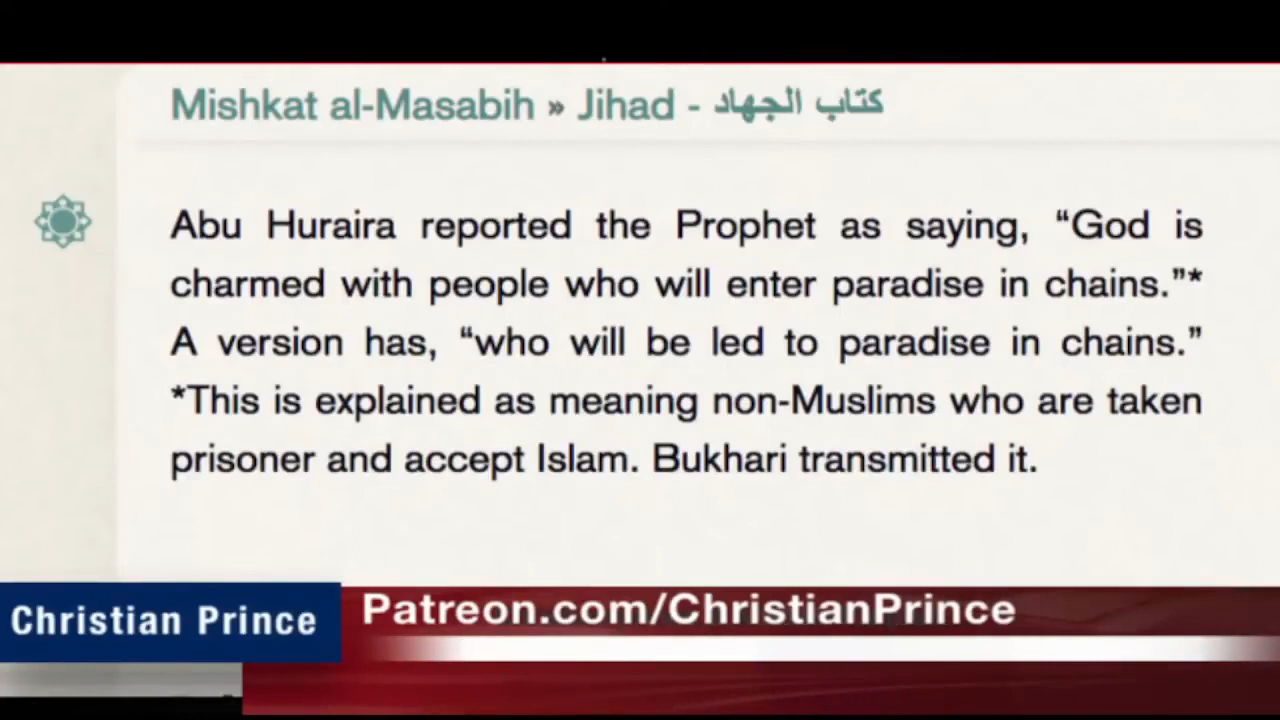 Mishkat al-Masabih » Jihad - كتاب الجهاد
Abu Huraira reported the Prophet as saying, “God is
charmed with people who will enter paradise in chains.”*
A version has, “who will be led to paradise in chains.”
*This is explained as meaning non-Muslims who are taken
prisoner and accept Islam. Bukhari transmitted it.
Christian Prince
Patreon.com/ChristianPrince